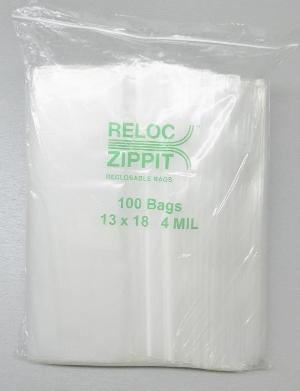 RELOC
ZIPPIT
RECLOSABLE BAGS
100 Bags
13 x 18 4 MIL